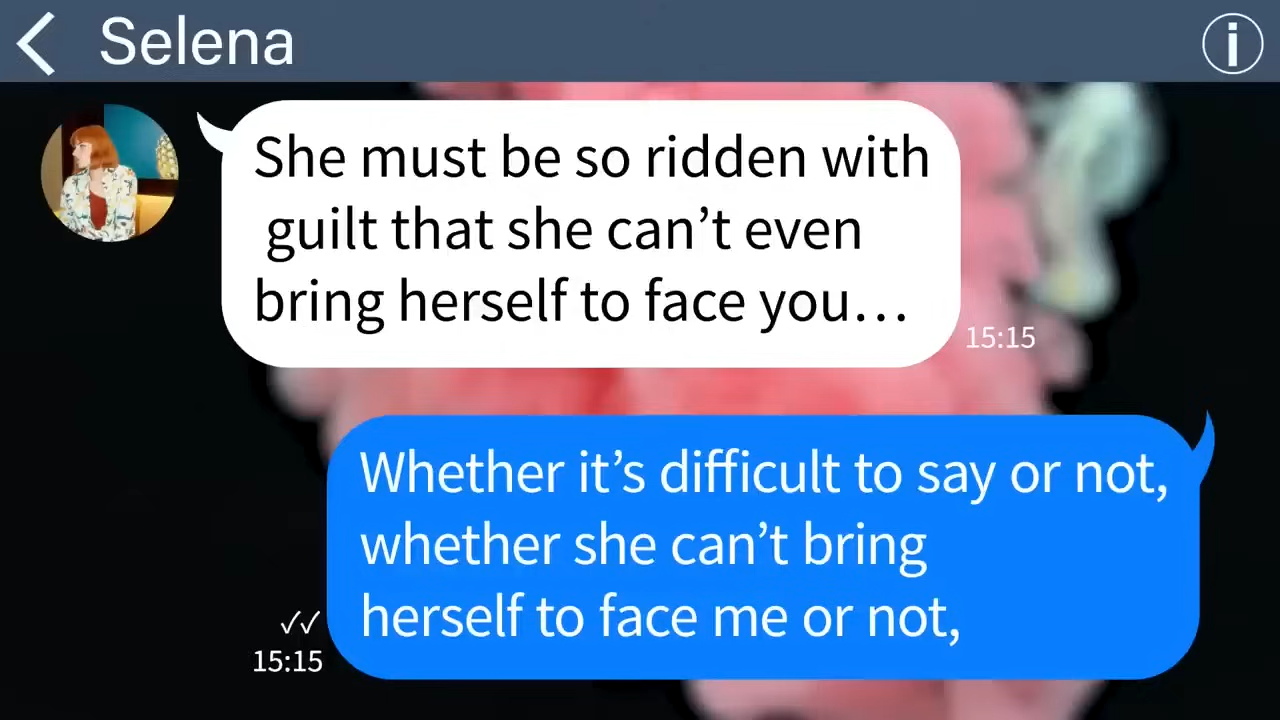 Selena
She must be so ridden with
guilt that she can’t even
bring herself to face you…
15:15
Whether it’s difficult to say or not,
whether she can’t bring
herself to face me or not,
15:15